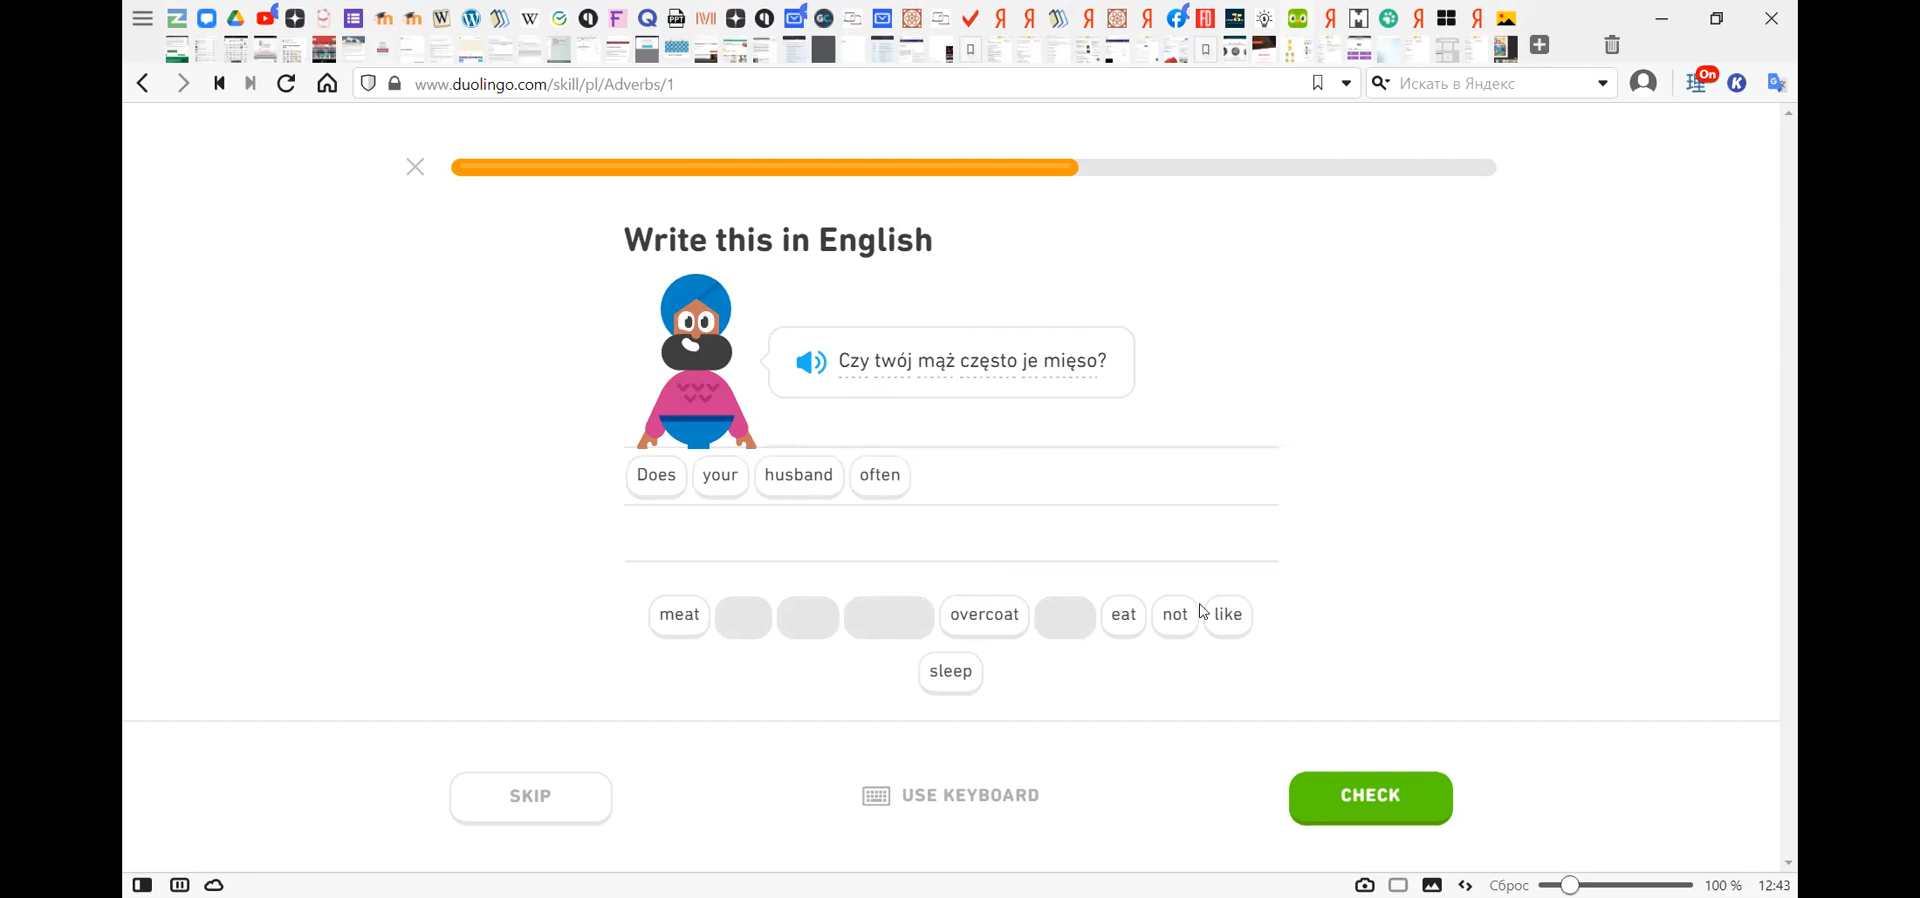 www.duolingo.com/skill/pl/Adverbs/1
Искать в Яндекс
On
Write this in English
Czy twój mąż często je mięso?
Does your husband often
meat overcoat eat not like
sleep
SKIP
USE KEYBOARD
CHECK
Сброс
100 %
12:43